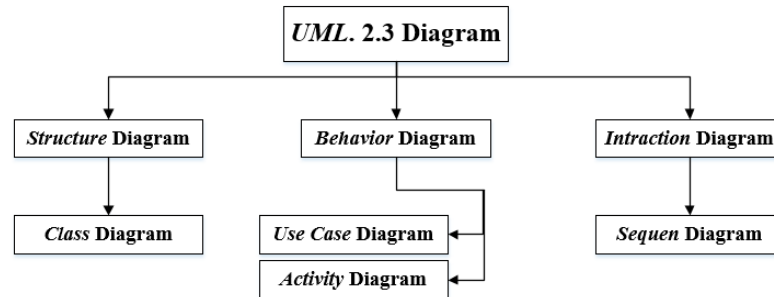 UML. 2.3 Diagram
Structure Diagram
Behavior Diagram
Intraction Diagram
Class Diagram
Use Case Diagram
Sequen Diagram
Activity Diagram